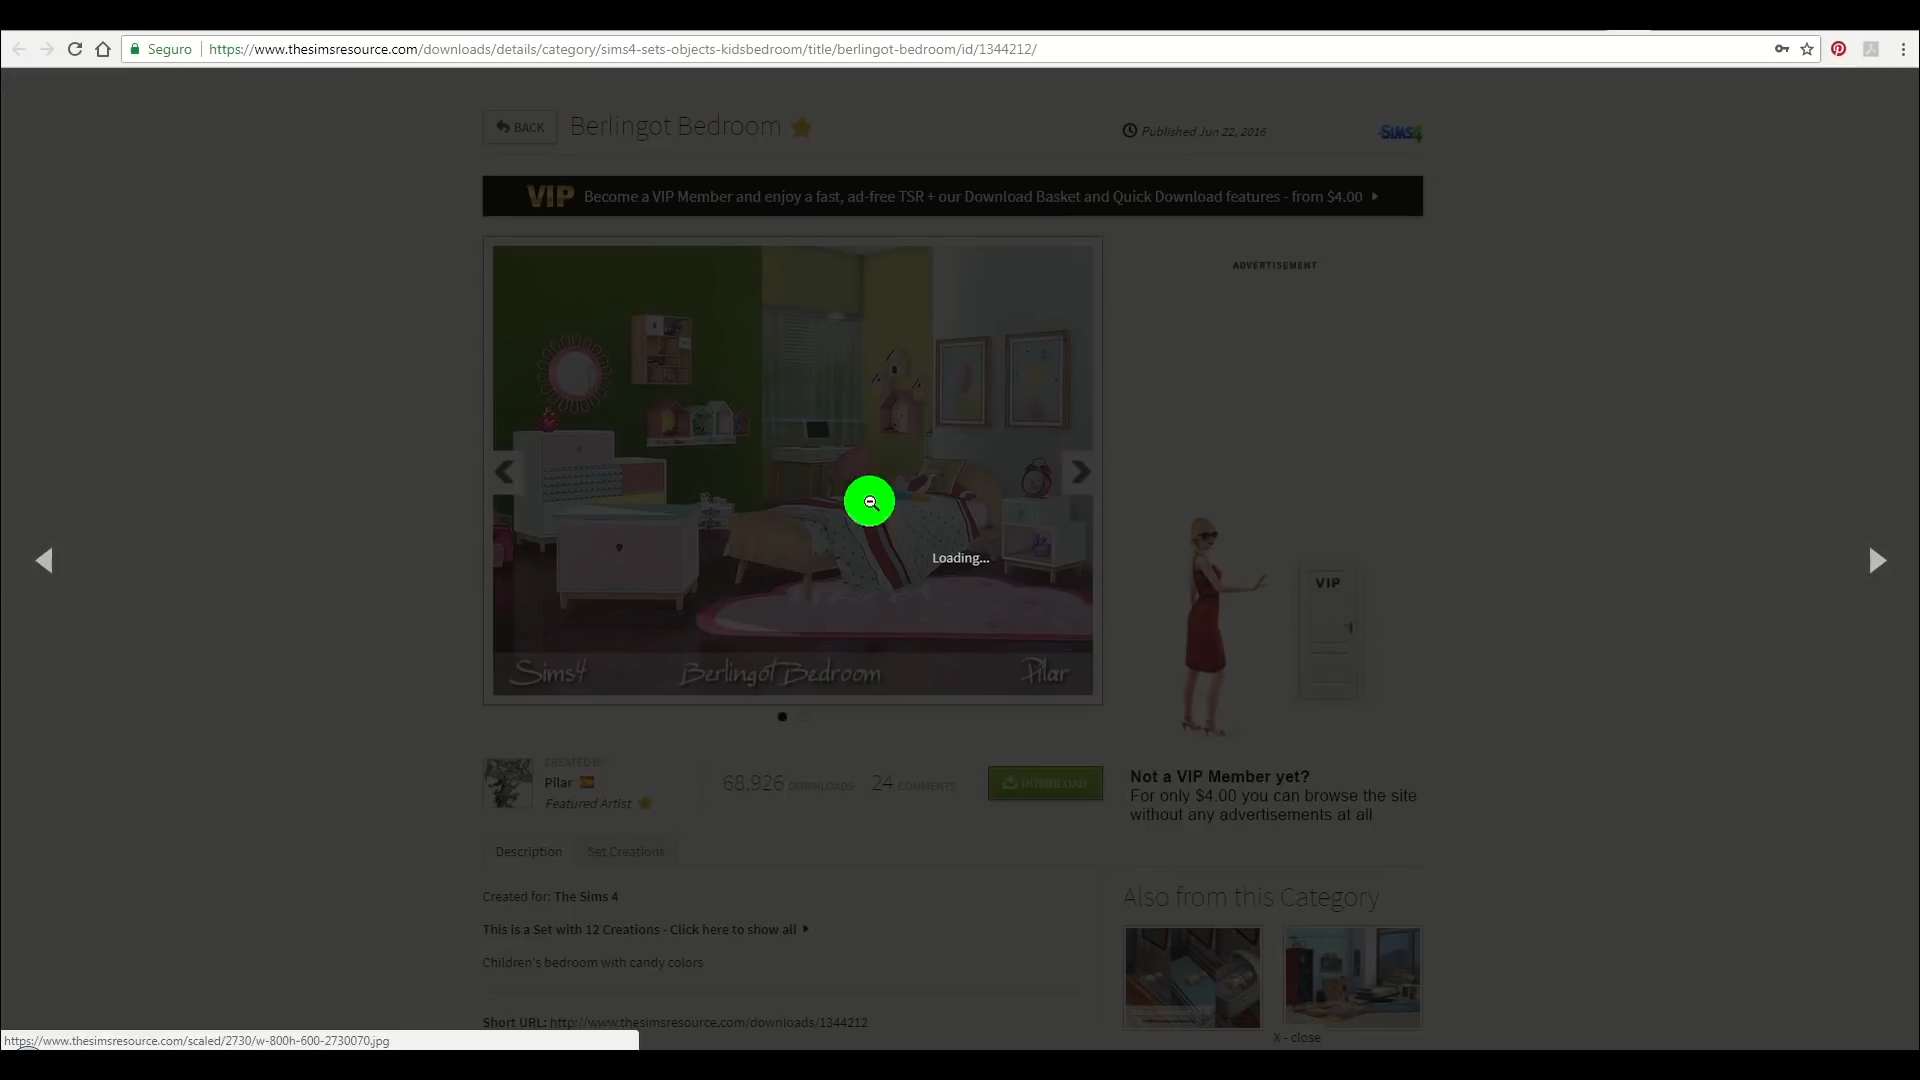 Seguro https://www.thesimsresource.com/downloads/details/category/sims4-sets-objects-kidsbedroom/title/berlingot-bedroom/id/1344212/
BACK Berlingot Bedroom
Published Jun 22, 2016
SIMS4
VIP Become a VIP Member and enjoy a fast, ad-free TSR + our Download Basket and Quick Download features - from $4.00
ADVERTISEMENT
Loading...
VIP
Sims4 Berlingot Bedroom Pilar
CREATED BY
Pilar
Featured Artist
68,926 DOWNLOADS 24 COMMENTS
DOWNLOAD
Not a VIP Member yet?
For only $4.00 you can browse the site
without any advertisements at all
Description Set Creations
Created for: The Sims 4
This is a Set with 12 Creations - Click here to show all
Children's bedroom with candy colors
Short URL: http://www.thesimsresource.com/downloads/1344212
Also from this Category
X - close
https://www.thesimsresource.com/scaled/2730/w-800h-600-2730070.jpg